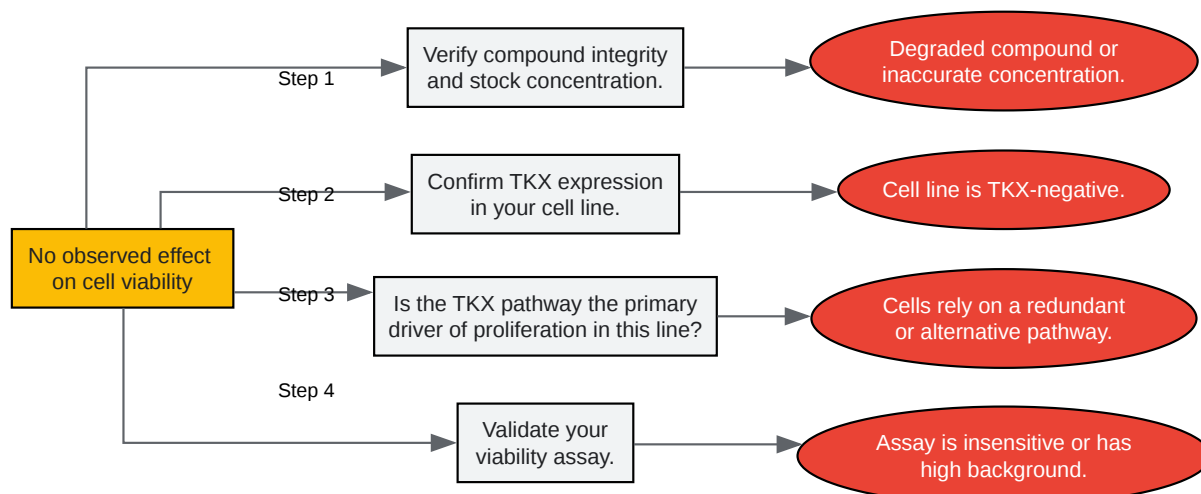 Verify compound integrity
and stock concentration.
Degraded compound or
inaccurate concentration.
Step 1
Confirm TKX expression
in your cell line.
Cell line is TKX-negative.
Step 2
No observed effect
on cell viability
Step 3
Is the TKX pathway the primary
driver of proliferation in this line?
Cells rely on a redundant
or alternative pathway.
Step 4
Validate your
viability assay.
Assay is insensitive or has
high background.